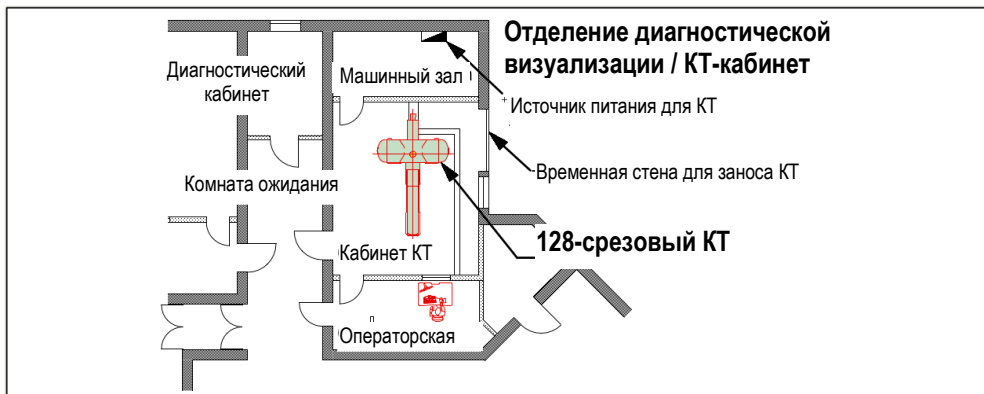 Отделение диагностической
визуализации / КТ-кабинет
Диагностический
кабинет
Машинный зал
Источник питания для КТ
Временная стена для заноса КТ
Комната ожидания
128-срезовый КТ
Кабинет КТ
Операторская